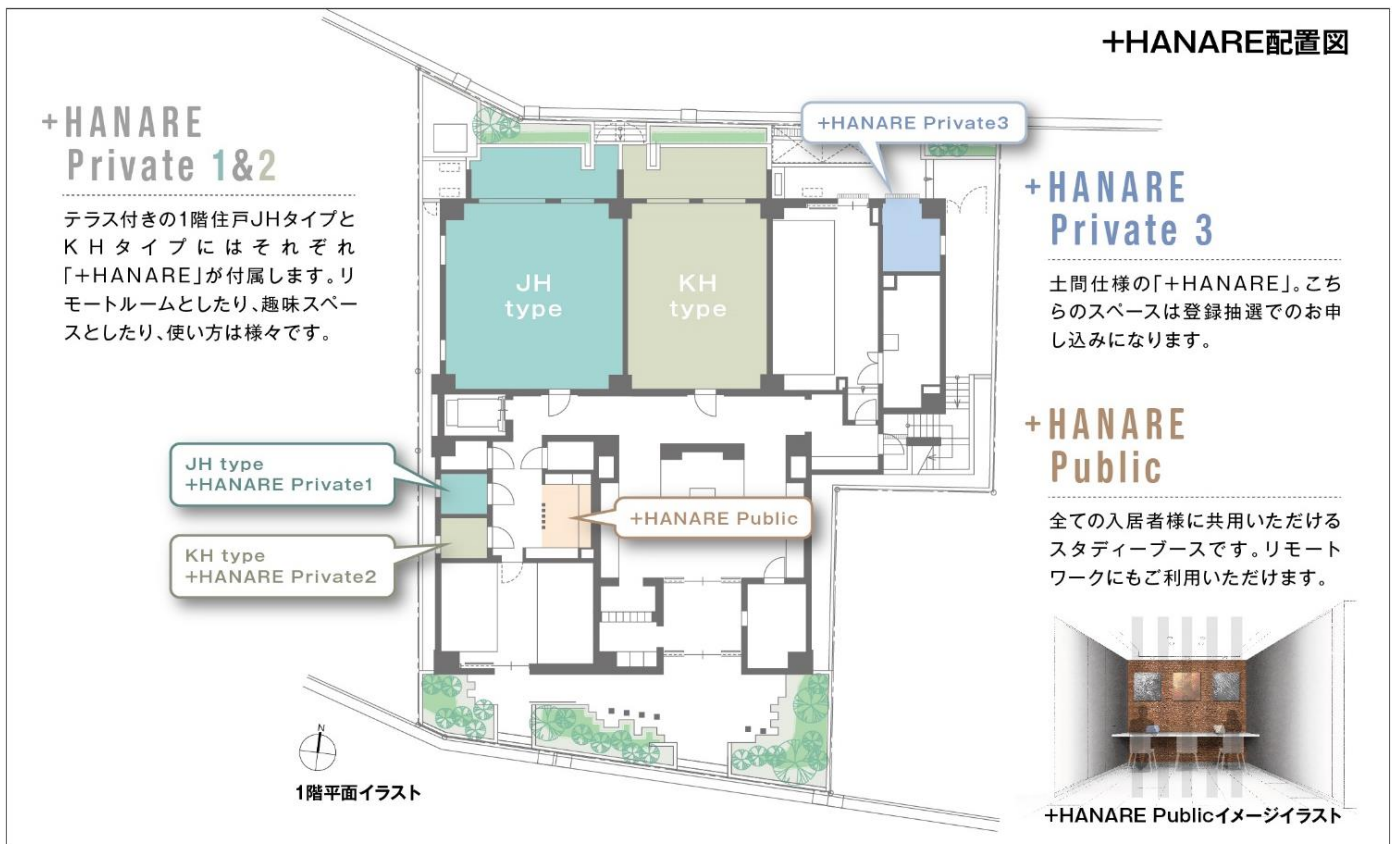 +HANARE配置図
+HANARE
Private 1&2
テラス付きの1階住戸JHタイプと
KHタイプにはそれぞれ
「+HANARE」が付属します。リ
モートルームとしたり、趣味スペー
スとしたり、使い方は様々です。
+HANARE Private3
+HANARE
Private 3
土間仕様の「+HANARE」。こち
らのスペースは登録抽選でのお申
し込みになります。
JH
type
KH
type
JH type
+HANARE Private1
KH type
+HANARE Private2
+HANARE Public
+HANARE
Public
全ての入居者様に共用いただける
スタディーブースです。リモート
ワークにもご利用いただけます。
N
1階平面イラスト
+HANARE Publicイメージイラスト